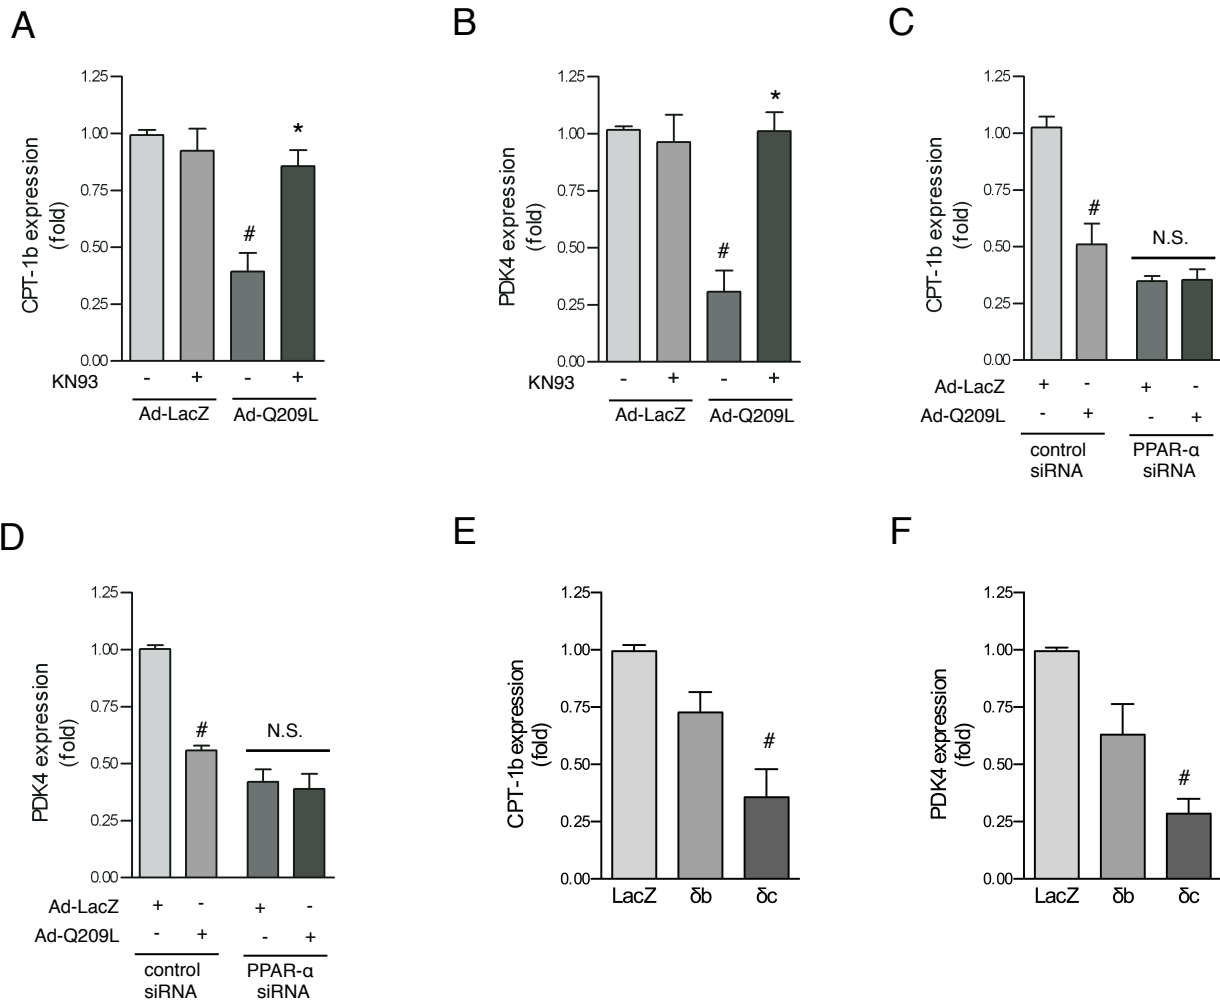 A
CPT-1b expression
(fold)
1.25
1.00
0.75
0.50
0.25
0.00
#
*
KN93 - + - +
Ad-LacZ Ad-Q209L
B
PDK4 expression
(fold)
1.25
1.00
0.75
0.50
0.25
0.00
#
*
KN93 - + - +
Ad-LacZ Ad-Q209L
C
CPT-1b expression
(fold)
1.25
1.00
0.75
0.50
0.25
0.00
#
N.S.
Ad-LacZ + - + -
Ad-Q209L - + - +
control PPAR-α
siRNA siRNA
D
PDK4 expression
(fold)
1.25
1.00
0.75
0.50
0.25
0.00
#
N.S.
Ad-LacZ + - + -
Ad-Q209L - + - +
control PPAR-α
siRNA siRNA
E
CPT-1b expression
(fold)
1.25
1.00
0.75
0.50
0.25
0.00
#
LacZ δb δc
F
PDK4 expression
(fold)
1.25
1.00
0.75
0.50
0.25
0.00
#
LacZ δb δc